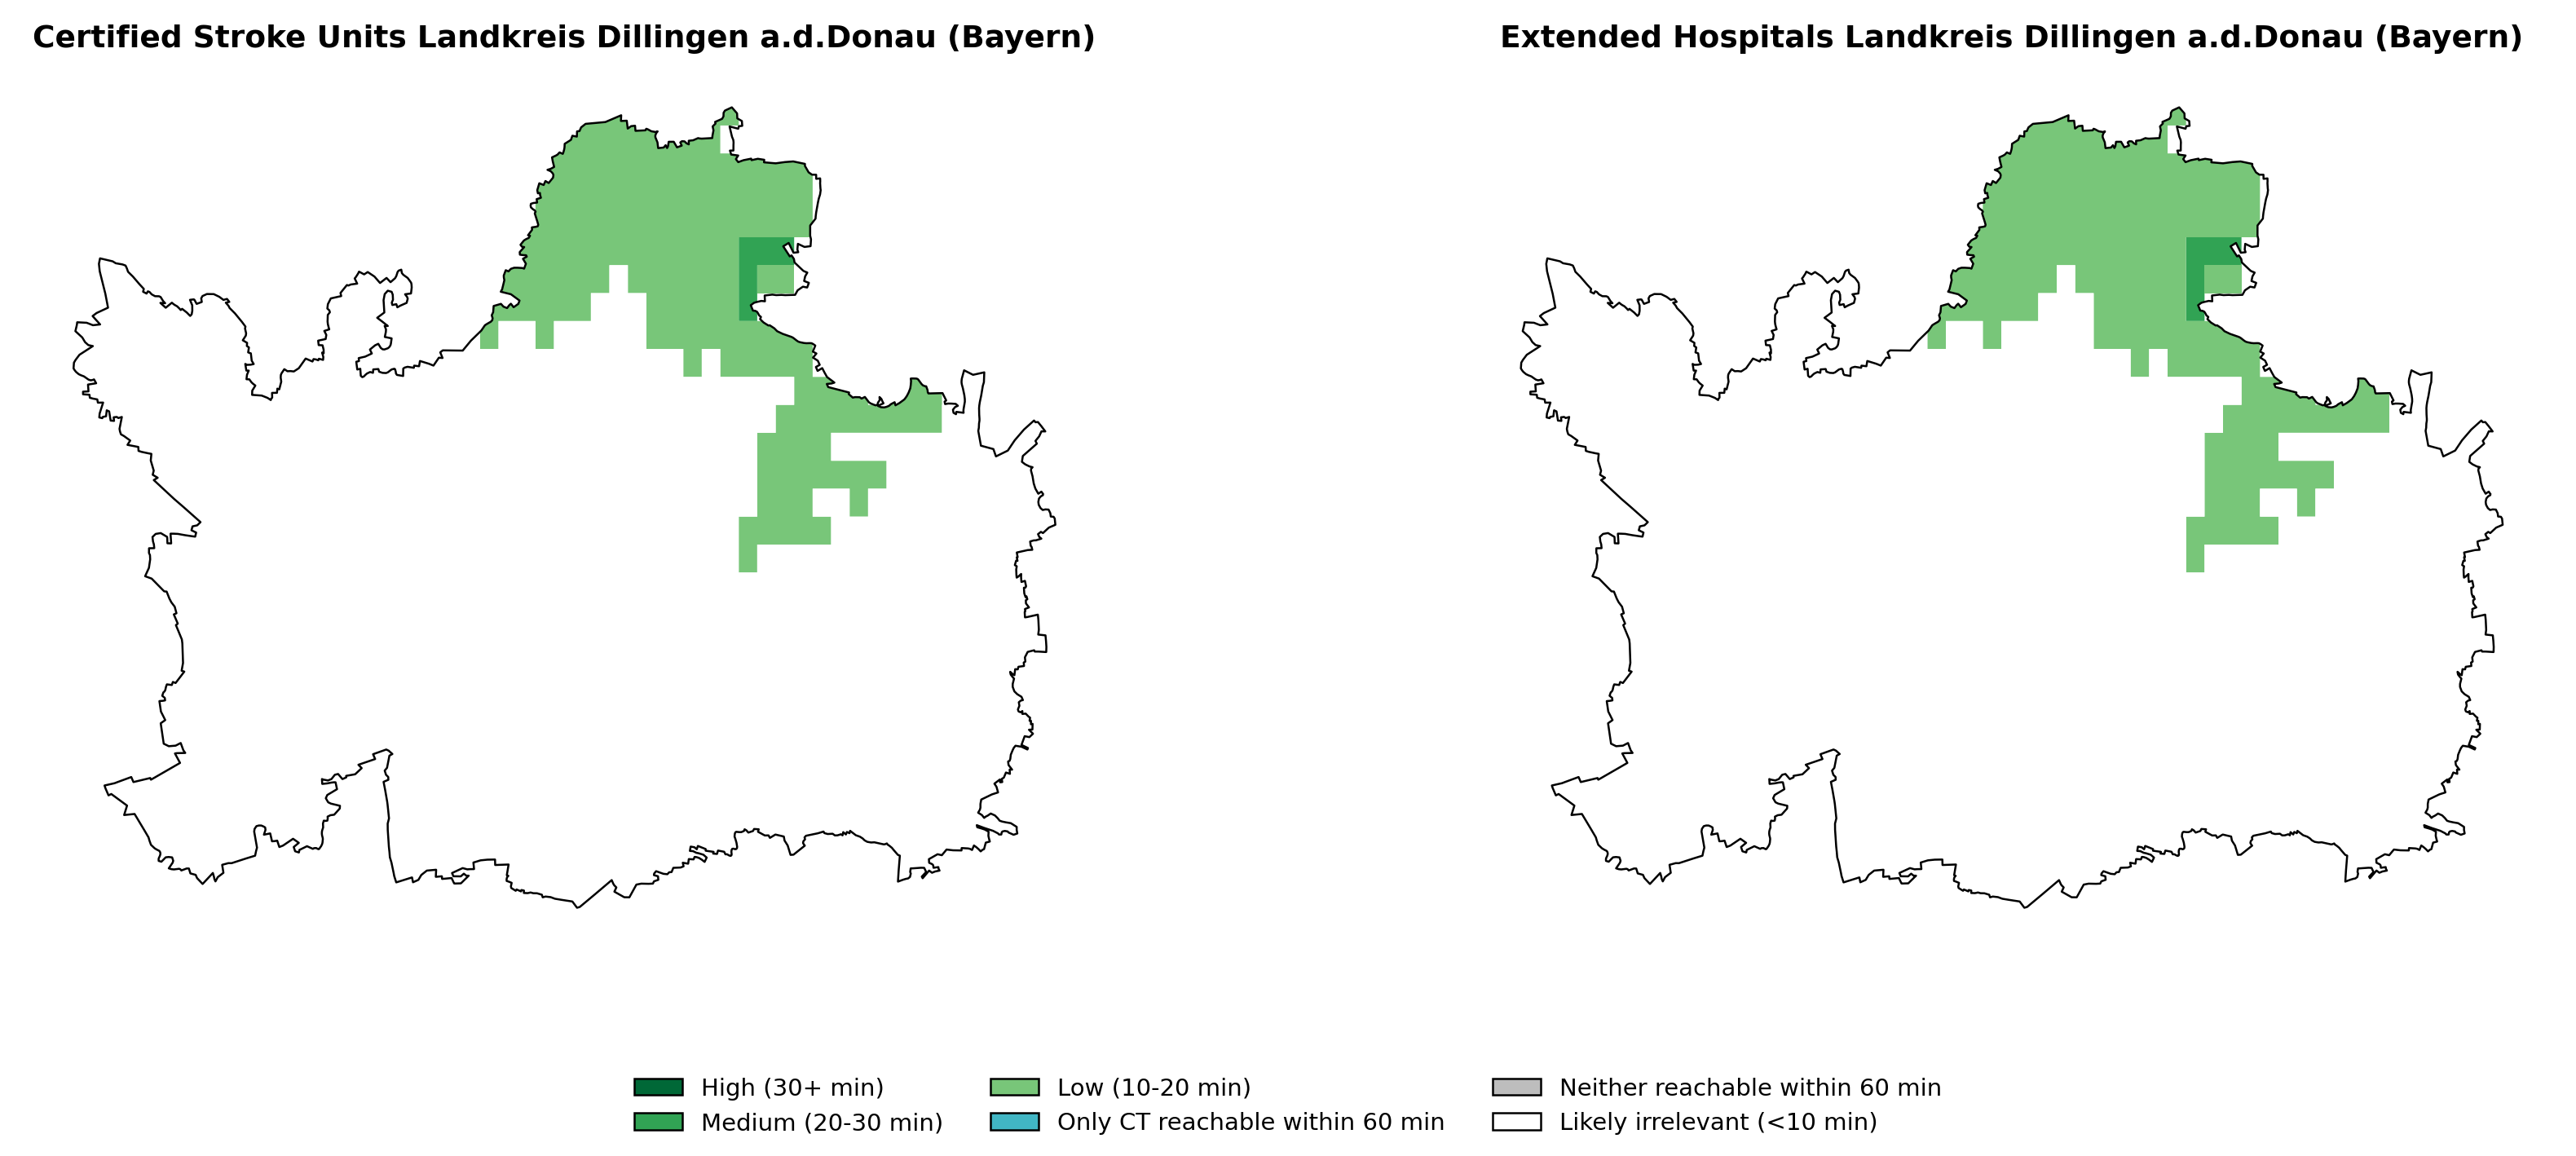 Certified Stroke Units Landkreis Dillingen a.d.Donau (Bayern)
Extended Hospitals Landkreis Dillingen a.d.Donau (Bayern)
High (30+ min)
Medium (20-30 min)
Low (10-20 min)
Only CT reachable within 60 min
Neither reachable within 60 min
Likely irrelevant (<10 min)